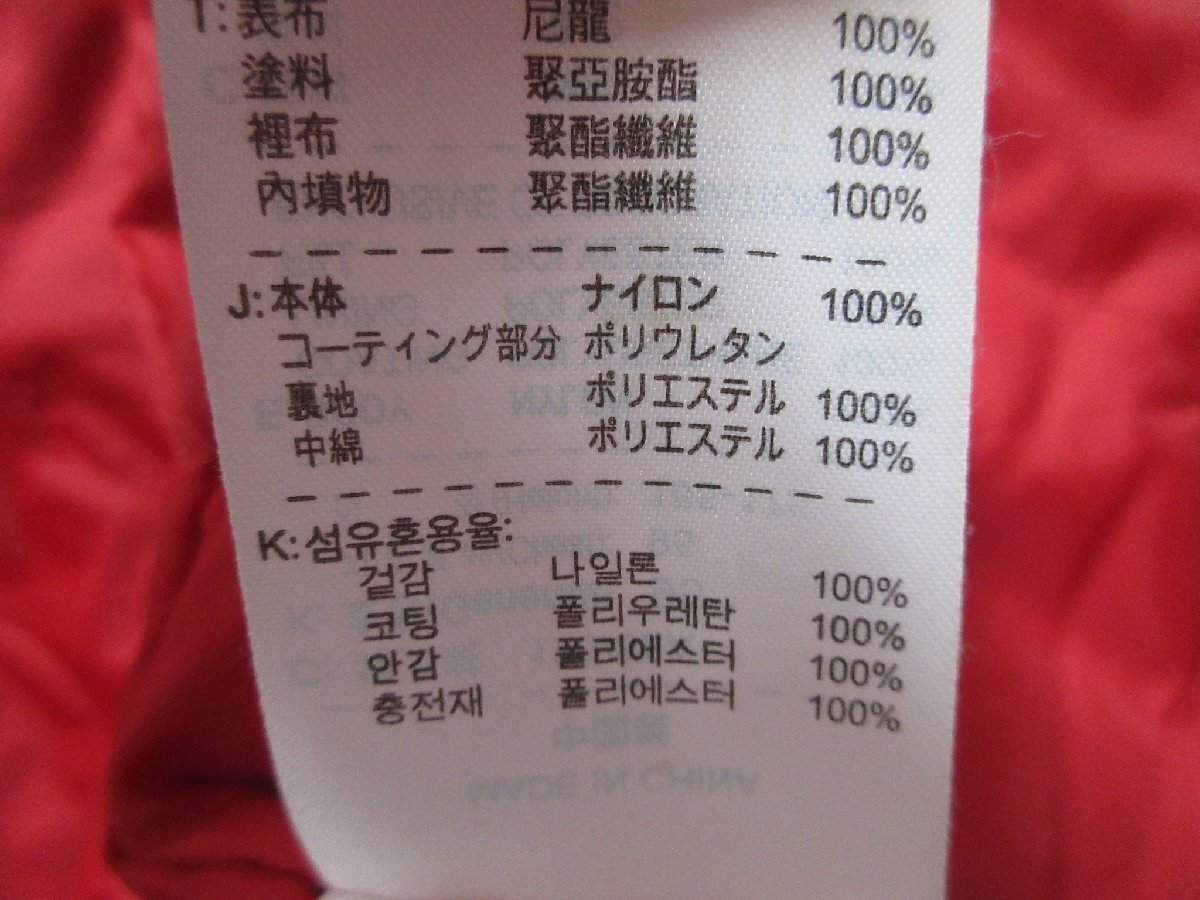 T:表布 尼龍 100%
塗料 聚亞胺酯 100%
裡布 聚酯纖維 100%
內填物 聚酯纖維 100%
J:本体 ナイロン 100%
コーティング部分 ポリウレタン
裏地 ポリエステル 100%
中綿 ポリエステル 100%
K:섬유혼용율:
겉감 나일론 100%
코팅 폴리우레탄 100%
안감 폴리에스터 100%
충전재 폴리에스터 100%
MADE IN CHINA